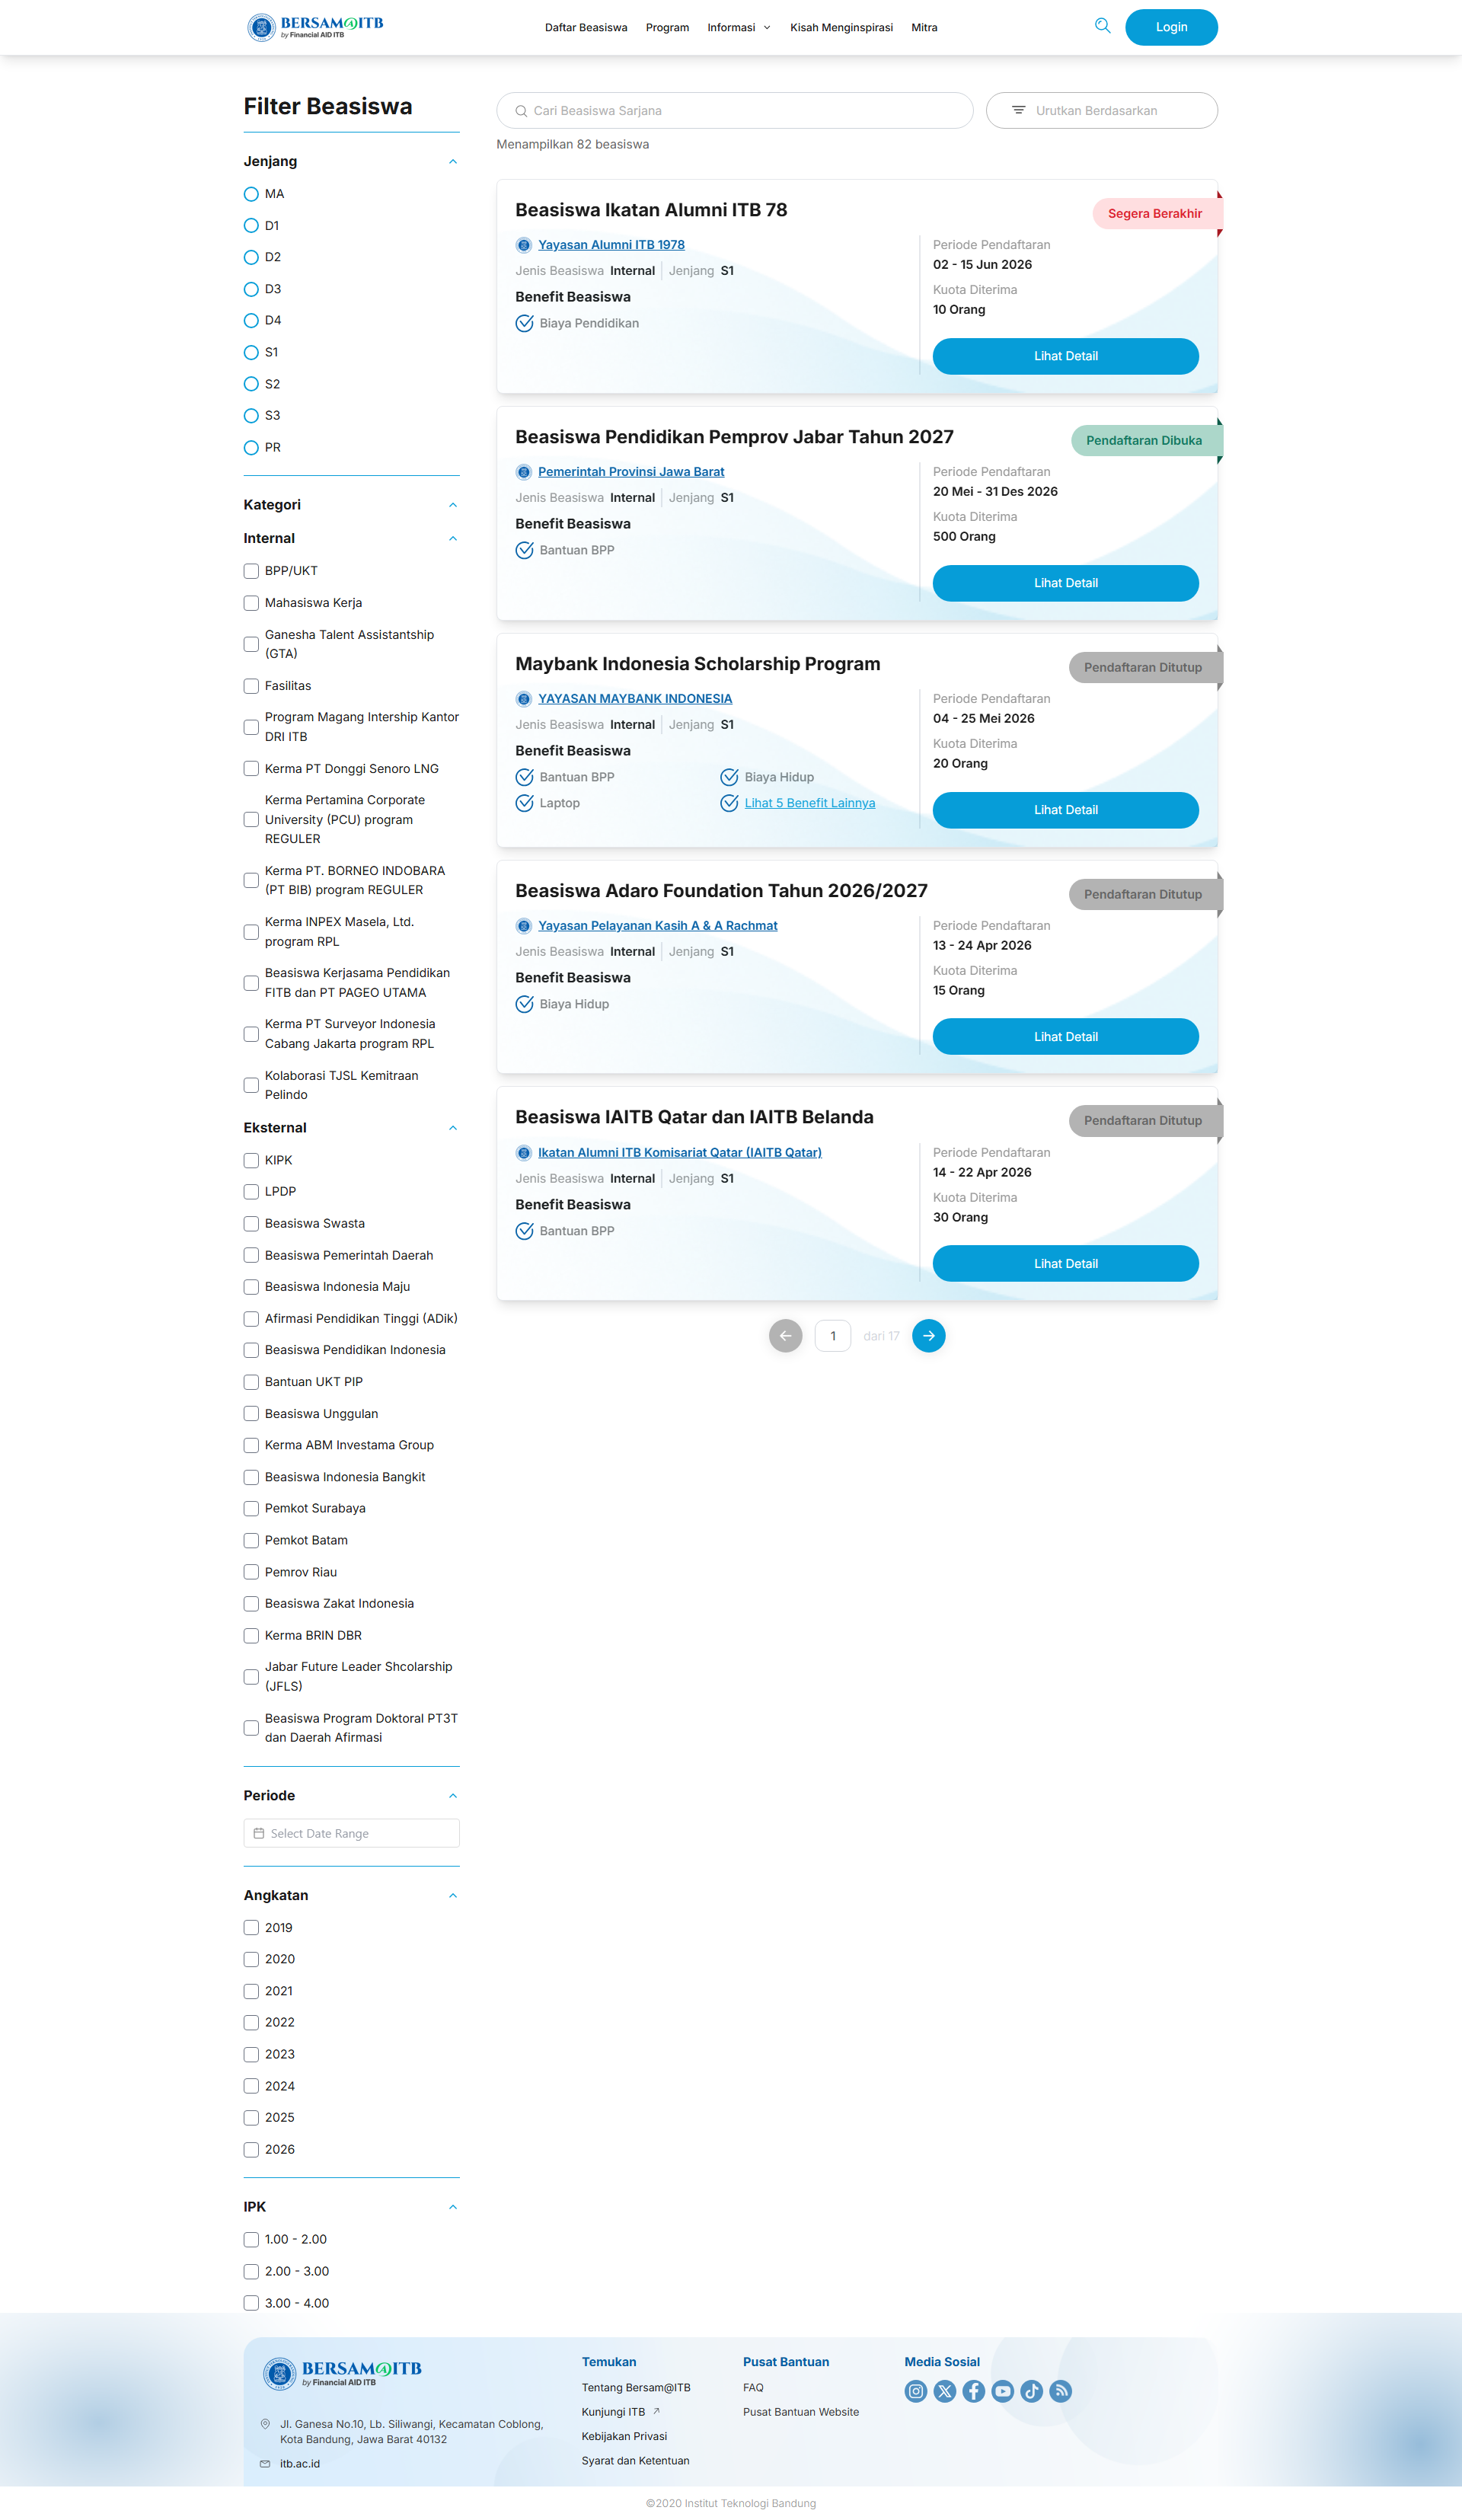 BERSAM@ITB
by Financial AID ITB
Daftar Beasiswa
Program
Informasi
Kisah Menginspirasi
Mitra
Login
Filter Beasiswa
Jenjang
MA
D1
D2
D3
D4
S1
S2
S3
PR
Kategori
Internal
BPP/UKT
Mahasiswa Kerja
Ganesha Talent Assistantship
(GTA)
Fasilitas
Program Magang Intership Kantor
DRI ITB
Kerma PT Donggi Senoro LNG
Kerma Pertamina Corporate
University (PCU) program
REGULER
Kerma PT. BORNEO INDOBARA
(PT BIB) program REGULER
Kerma INPEX Masela, Ltd.
program RPL
Beasiswa Kerjasama Pendidikan
FITB dan PT PAGEO UTAMA
Kerma PT Surveyor Indonesia
Cabang Jakarta program RPL
Kolaborasi TJSL Kemitraan
Pelindo
Eksternal
KIPK
LPDP
Beasiswa Swasta
Beasiswa Pemerintah Daerah
Beasiswa Indonesia Maju
Afirmasi Pendidikan Tinggi (ADik)
Beasiswa Pendidikan Indonesia
Bantuan UKT PIP
Beasiswa Unggulan
Kerma ABM Investama Group
Beasiswa Indonesia Bangkit
Pemkot Surabaya
Pemkot Batam
Pemrov Riau
Beasiswa Zakat Indonesia
Kerma BRIN DBR
Jabar Future Leader Shcolarship
(JFLS)
Beasiswa Program Doktoral PT3T
dan Daerah Afirmasi
Periode
Select Date Range
Angkatan
2019
2020
2021
2022
2023
2024
2025
2026
IPK
1.00 - 2.00
2.00 - 3.00
3.00 - 4.00
Cari Beasiswa Sarjana
Urutkan Berdasarkan
Menampilkan 82 beasiswa
Beasiswa Ikatan Alumni ITB 78
Segera Berakhir
Yayasan Alumni ITB 1978
Jenis Beasiswa Internal Jenjang S1
Benefit Beasiswa
Biaya Pendidikan
Periode Pendaftaran
02 - 15 Jun 2026
Kuota Diterima
10 Orang
Lihat Detail
Beasiswa Pendidikan Pemprov Jabar Tahun 2027
Pendaftaran Dibuka
Pemerintah Provinsi Jawa Barat
Jenis Beasiswa Internal Jenjang S1
Benefit Beasiswa
Bantuan BPP
Periode Pendaftaran
20 Mei - 31 Des 2026
Kuota Diterima
500 Orang
Lihat Detail
Maybank Indonesia Scholarship Program
Pendaftaran Ditutup
YAYASAN MAYBANK INDONESIA
Jenis Beasiswa Internal Jenjang S1
Benefit Beasiswa
Bantuan BPP
Biaya Hidup
Laptop
Lihat 5 Benefit Lainnya
Periode Pendaftaran
04 - 25 Mei 2026
Kuota Diterima
20 Orang
Lihat Detail
Beasiswa Adaro Foundation Tahun 2026/2027
Pendaftaran Ditutup
Yayasan Pelayanan Kasih A & A Rachmat
Jenis Beasiswa Internal Jenjang S1
Benefit Beasiswa
Biaya Hidup
Periode Pendaftaran
13 - 24 Apr 2026
Kuota Diterima
15 Orang
Lihat Detail
Beasiswa IAITB Qatar dan IAITB Belanda
Pendaftaran Ditutup
Ikatan Alumni ITB Komisariat Qatar (IAITB Qatar)
Jenis Beasiswa Internal Jenjang S1
Benefit Beasiswa
Bantuan BPP
Periode Pendaftaran
14 - 22 Apr 2026
Kuota Diterima
30 Orang
Lihat Detail
1 dari 17
BERSAM@ITB
by Financial AID ITB
Jl. Ganesa No.10, Lb. Siliwangi, Kecamatan Coblong,
Kota Bandung, Jawa Barat 40132
itb.ac.id
Temukan
Tentang Bersam@ITB
Kunjungi ITB
Kebijakan Privasi
Syarat dan Ketentuan
Pusat Bantuan
FAQ
Pusat Bantuan Website
Media Sosial
©2020 Institut Teknologi Bandung